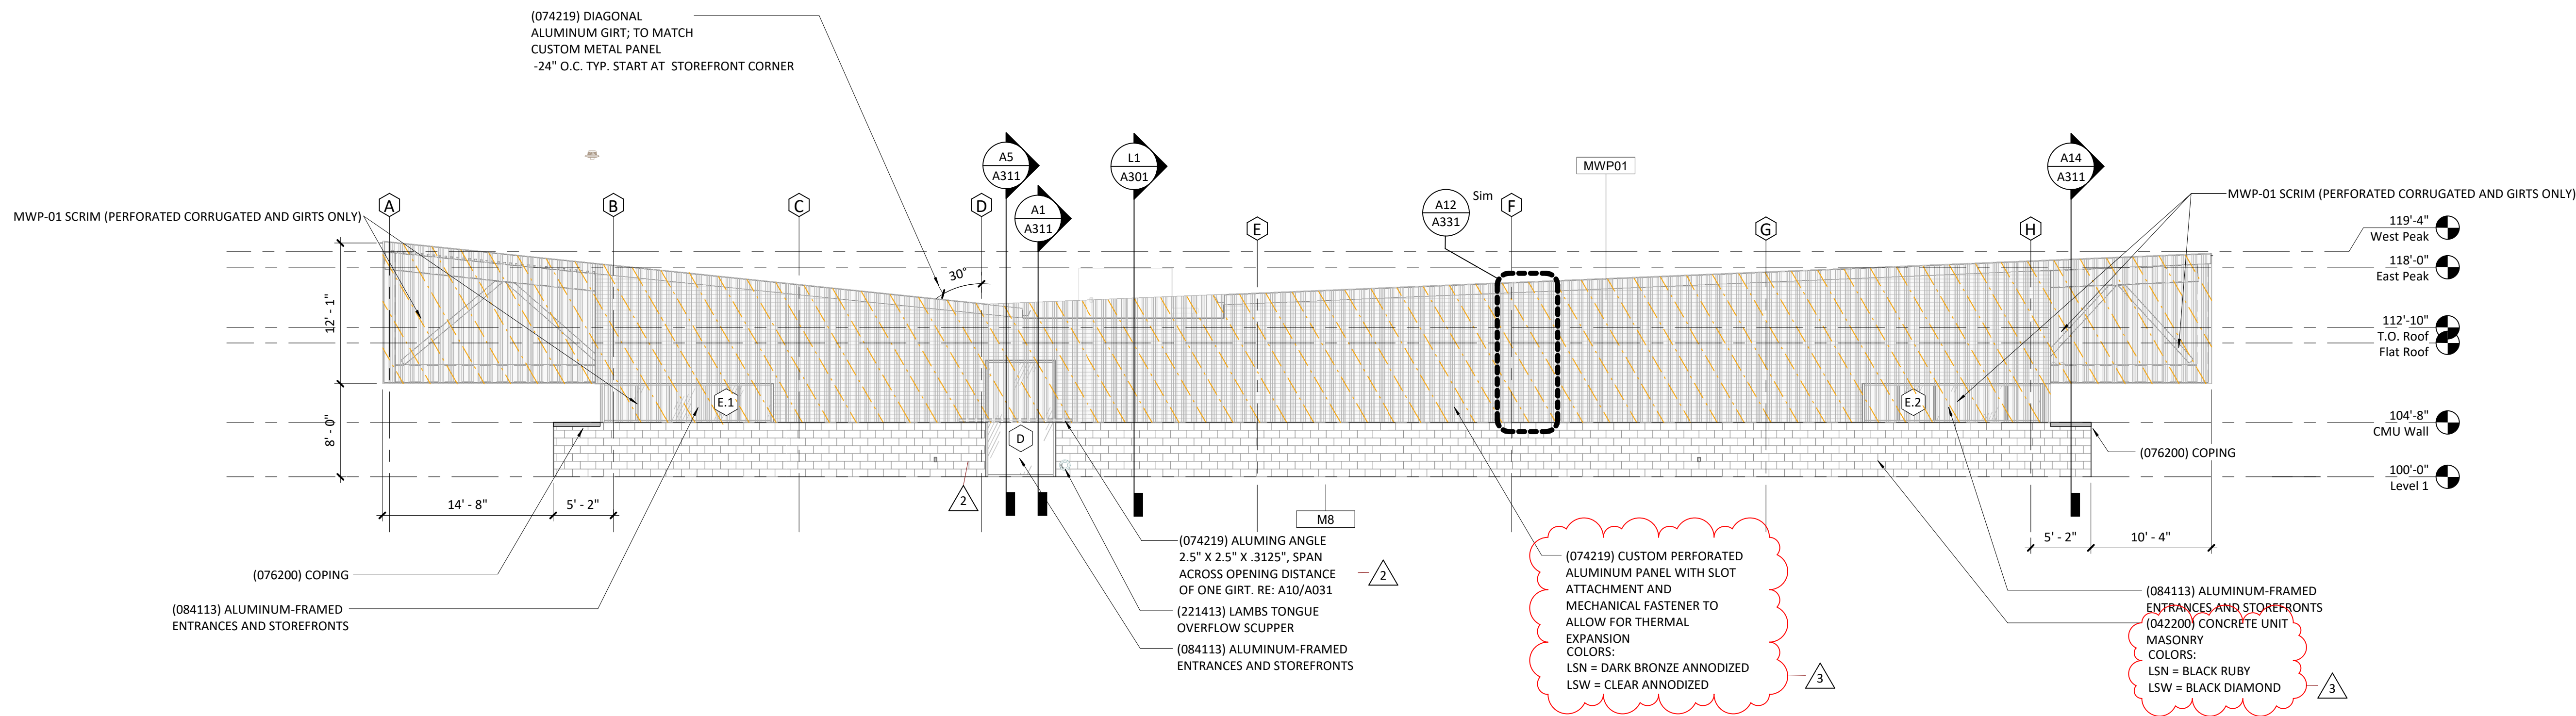 (074219) DIAGONAL
ALUMINUM GIRT; TO MATCH
CUSTOM METAL PANEL
-24" O.C. TYP. START AT  STOREFRONT CORNER
A5
A311
A1
A311
L1
A301
MWP01
A14
A311
A12
A331
Sim
MWP-01 SCRIM (PERFORATED CORRUGATED AND GIRTS ONLY)
A
B
C
D
E
F
G
H
MWP-01 SCRIM (PERFORATED CORRUGATED AND GIRTS ONLY)
119'-4"
West Peak
118'-0"
East Peak
112'-10"
T.O. Roof
Flat Roof
104'-8"
CMU Wall
100'-0"
Level 1
30°
12' - 1"
8' - 0"
E.1
D
E.2
(076200) COPING
14' - 8"
5' - 2"
2
M8
5' - 2"
10' - 4"
(076200) COPING
(084113) ALUMINUM-FRAMED
ENTRANCES AND STOREFRONTS
(074219) ALUMING ANGLE
2.5" X 2.5" X .3125", SPAN
ACROSS OPENING DISTANCE
OF ONE GIRT. RE: A10/A031
2
(221413) LAMBS TONGUE
OVERFLOW SCUPPER
(084113) ALUMINUM-FRAMED
ENTRANCES AND STOREFRONTS
(074219) CUSTOM PERFORATED
ALUMINUM PANEL WITH SLOT
ATTACHMENT AND
MECHANICAL FASTENER TO
ALLOW FOR THERMAL
EXPANSION
COLORS:
LSN = DARK BRONZE ANNODIZED
LSW = CLEAR ANNODIZED
3
(084113) ALUMINUM-FRAMED
ENTRANCES AND STOREFRONTS
(042200) CONCRETE UNIT
MASONRY
COLORS:
LSN = BLACK RUBY
LSW = BLACK DIAMOND
3